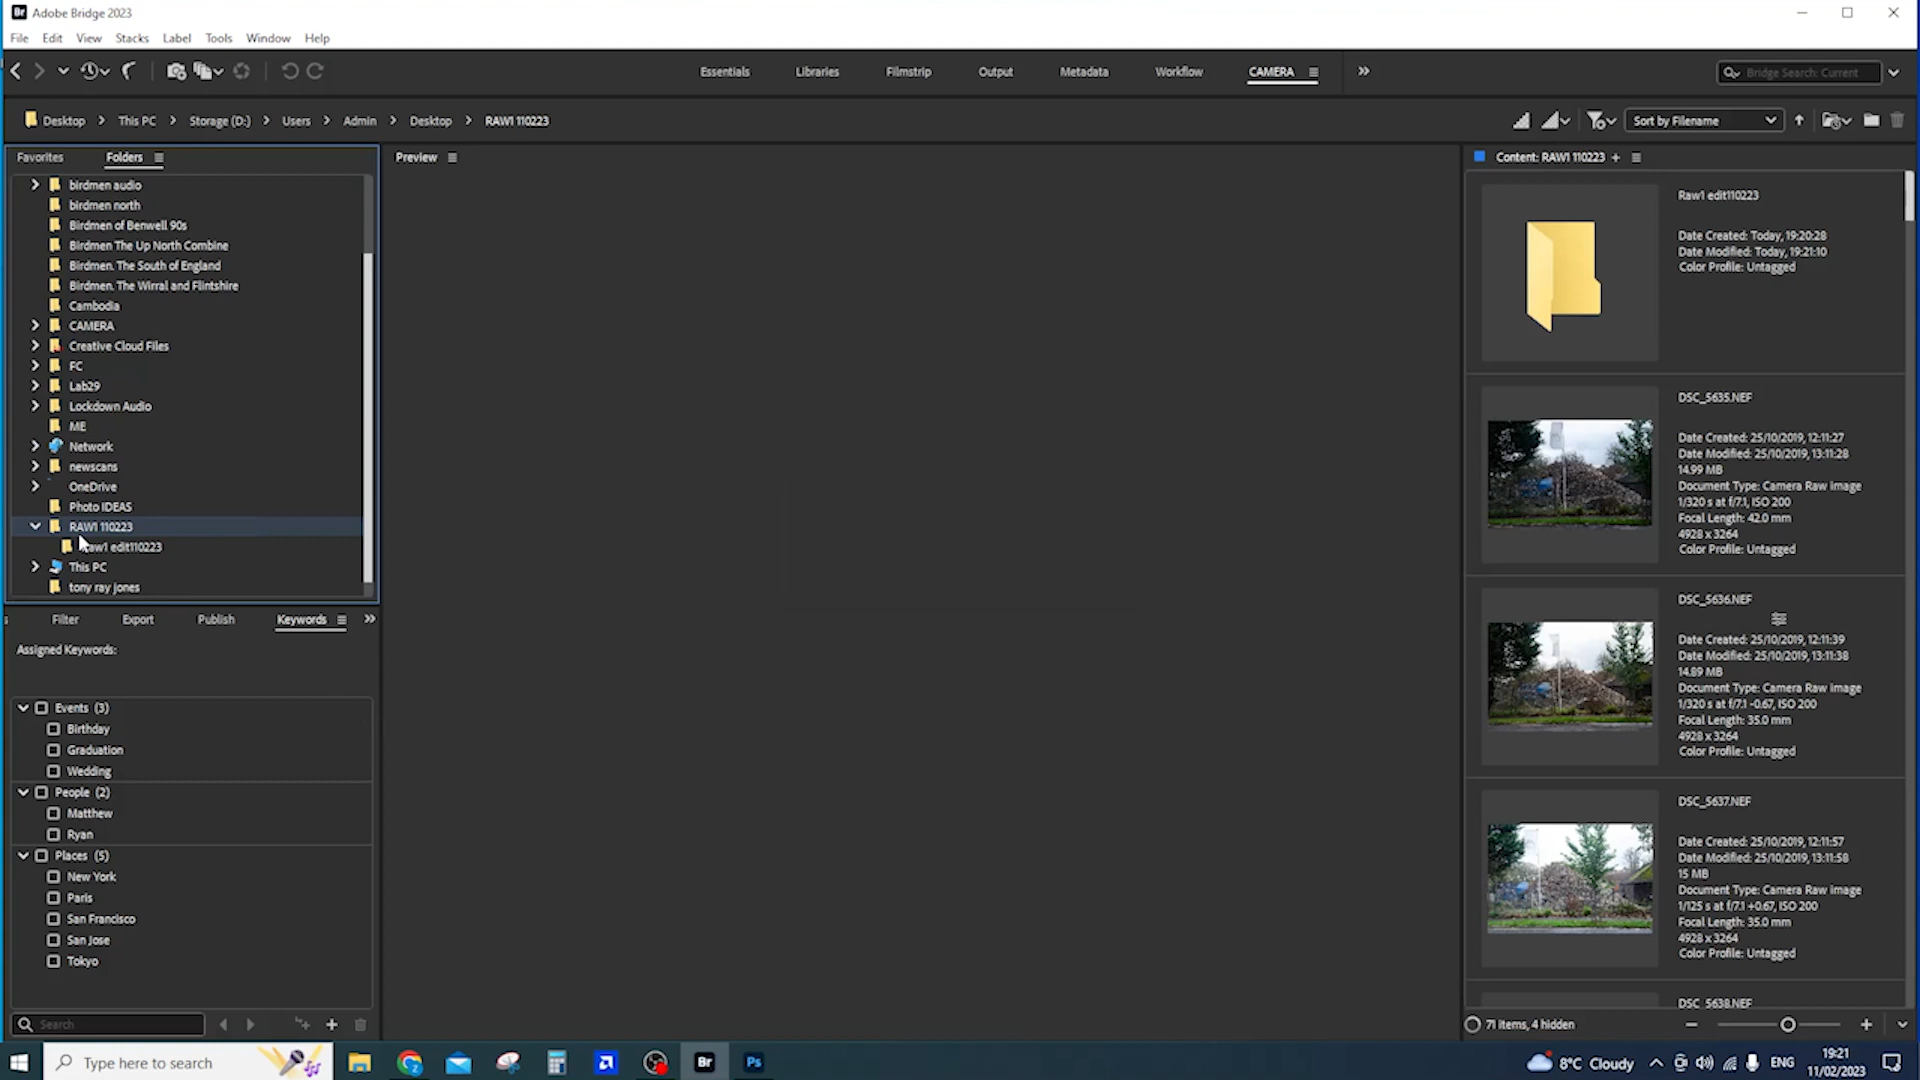 Br Adobe Bridge 2023
File Edit View Stacks Label Tools Window Help
Essentials Libraries Filmstrip Output Metadata Workflow CAMERA
Bridge Search: Current
Desktop > This PC > Storage (D:) > Users > Admin > Desktop > RAW1 110223
Sort by Filename
Favorites Folders
birdmen audio
birdmen north
Birdmen of Benwell 90s
Birdmen The Up North Combine
Birdmen. The South of England
Birdmen. The Wirral and Flintshire
Cambodia
CAMERA
Creative Cloud Files
FC
Lab29
Lockdown Audio
ME
Network
newscans
OneDrive
Photo IDEAS
RAW1 110223
Raw1 edit110223
This PC
tony ray jones
Filter Export Publish Keywords
Assigned Keywords:
Events (3)
Birthday
Graduation
Wedding
People (2)
Matthew
Ryan
Places (5)
New York
Paris
San Francisco
San Jose
Tokyo
Search
Preview
Content: RAW1 110223
Raw1 edit110223
Date Created: Today, 19:20:28
Date Modified: Today, 19:21:10
Color Profile: Untagged
DSC_5635.NEF
Date Created: 25/10/2019, 12:11:27
Date Modified: 25/10/2019, 13:11:28
14.99 MB
Document Type: Camera Raw image
1/320 s at f/7.1, ISO 200
Focal Length: 42.0 mm
4928 x 3264
Color Profile: Untagged
DSC_5636.NEF
Date Created: 25/10/2019, 12:11:39
Date Modified: 25/10/2019, 13:11:38
14.89 MB
Document Type: Camera Raw image
1/320 s at f/7.1 -0.67, ISO 200
Focal Length: 35.0 mm
4928 x 3264
Color Profile: Untagged
DSC_5637.NEF
Date Created: 25/10/2019, 12:11:57
Date Modified: 25/10/2019, 13:11:58
15 MB
Document Type: Camera Raw image
1/125 s at f/7.1 +0.67, ISO 200
Focal Length: 35.0 mm
4928 x 3264
Color Profile: Untagged
DSC_5638.NEF
71 items, 4 hidden
Type here to search
Br Ps
8°C Cloudy
ENG
19:21
11/02/2023